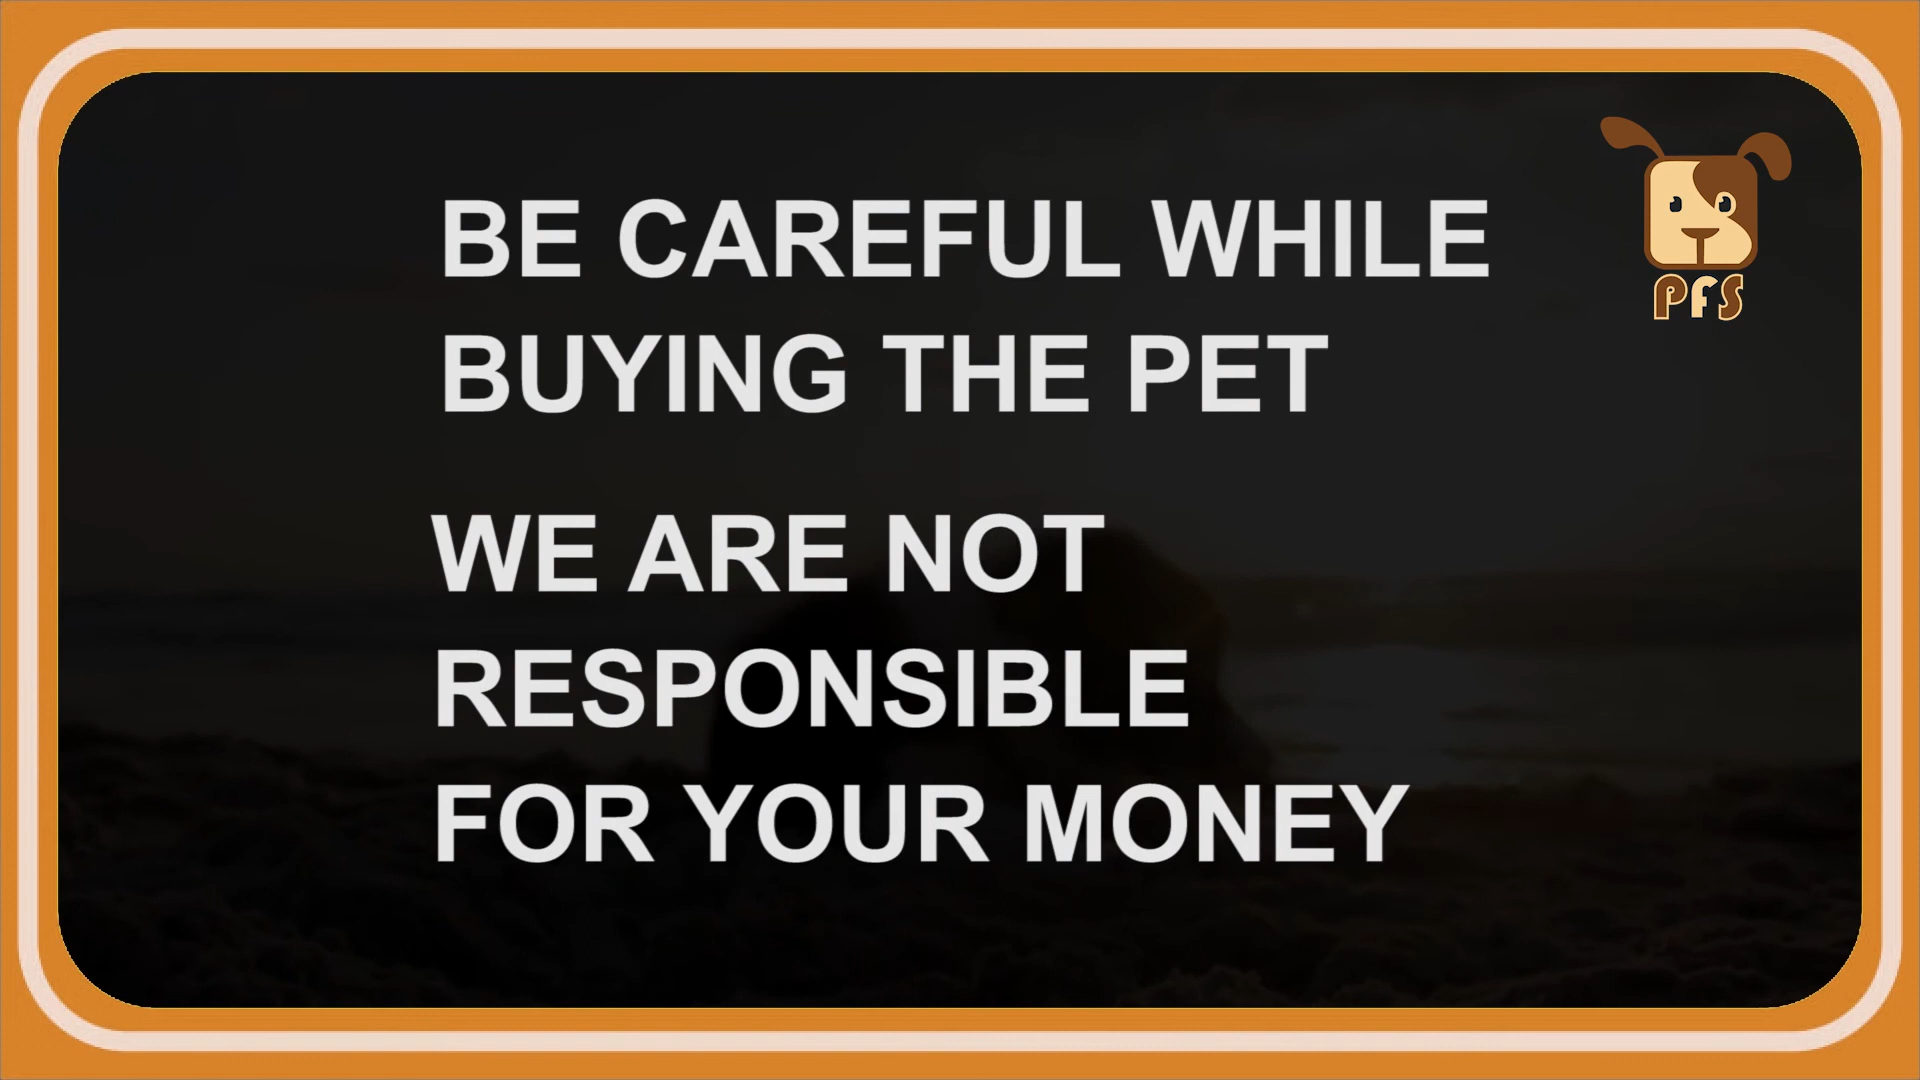 BE CAREFUL WHILE
BUYING THE PET
WE ARE NOT
RESPONSIBLE
FOR YOUR MONEY
PFS